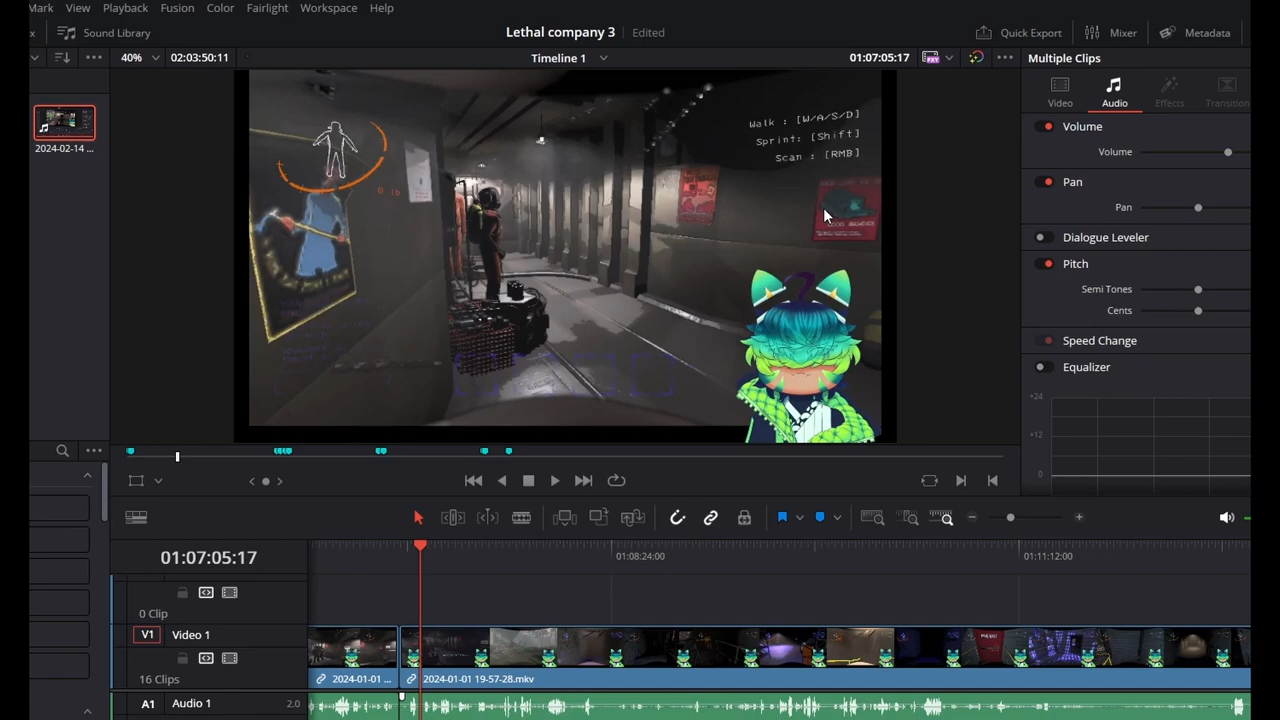 Mark View Playback Fusion Color Fairlight Workspace Help
Sound Library
Lethal company 3 Edited
Quick Export Mixer Metadata
40% 02:03:50:11
Timeline 1
01:07:05:17
Multiple Clips
Video Audio Effects Transition
2024-02-14 ...
Walk : [W/A/S/D]
Sprint: [Shift]
Scan : [RMB]
0 lb
Volume
Volume
Pan
Pan
Dialogue Leveler
Pitch
Semi Tones
Cents
Speed Change
Equalizer
+24
+12
0
01:07:05:17
01:08:24:00
01:11:12:00
0 Clip
V1 Video 1
16 Clips
2024-01-01 ...
2024-01-01 19-57-28.mkv
A1 Audio 1 2.0